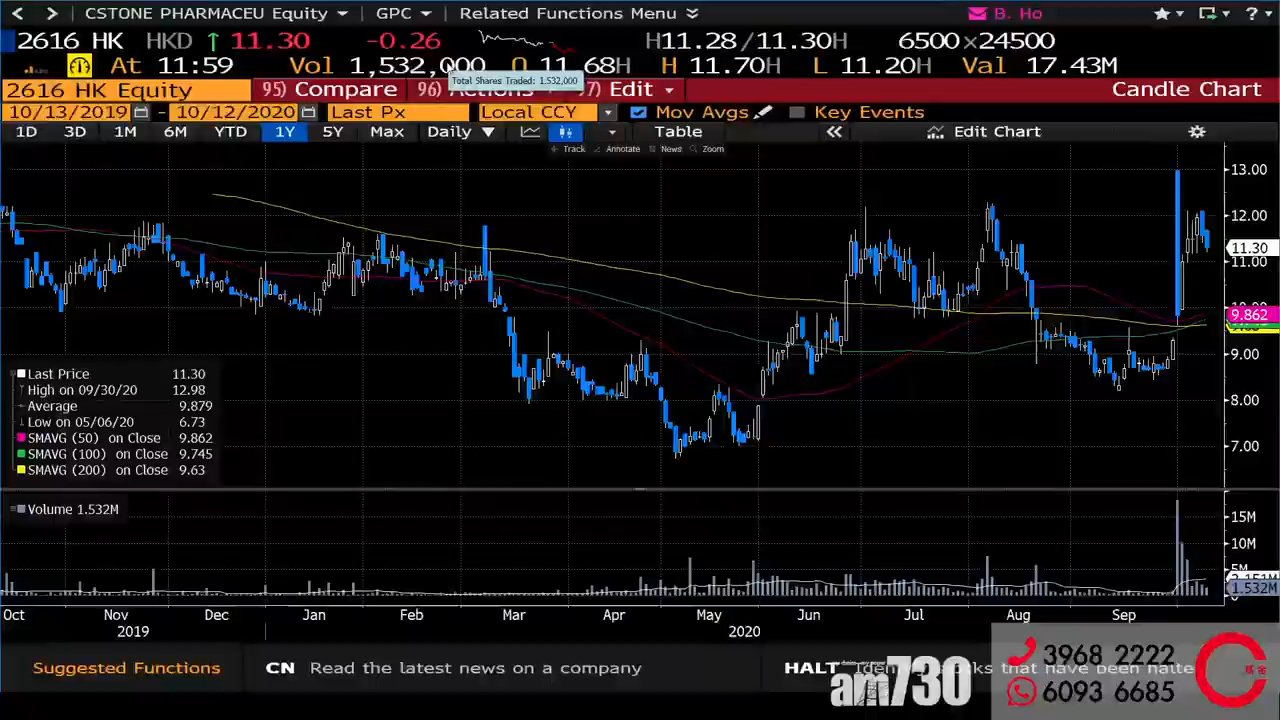 CSTONE PHARMACEU Equity GPC Related Functions Menu B. Ho
2616 HK HKD ↑ 11.30 -0.26 H11.28/11.30H 6500×24500
At 11:59 Vol 1,532,000 O 11.68H H 11.70H L 11.20H Val 17.43M
Total Shares Traded: 1.532,000
2616 HK Equity 95) Compare 96) Actions 97) Edit Candle Chart
10/13/2019 - 10/12/2020 Last Px Local CCY Mov Avgs Key Events
1D 3D 1M 6M YTD 1Y 5Y Max Daily Table Edit Chart
Track Annotate News Zoom
13.00
12.00
11.30
11.00
10.00
9.862
9.00
8.00
7.00
Last Price 11.30
High on 09/30/20 12.98
Average 9.879
Low on 05/06/20 6.73
SMAVG (50) on Close 9.862
SMAVG (100) on Close 9.745
SMAVG (200) on Close 9.63
Volume 1.532M
15M
10M
5M
1.532M
Oct Nov Dec Jan Feb Mar Apr May Jun Jul Aug Sep
2019 2020
Suggested Functions CN Read the latest news on a company HALT
am730
3968 2222
6093 6685